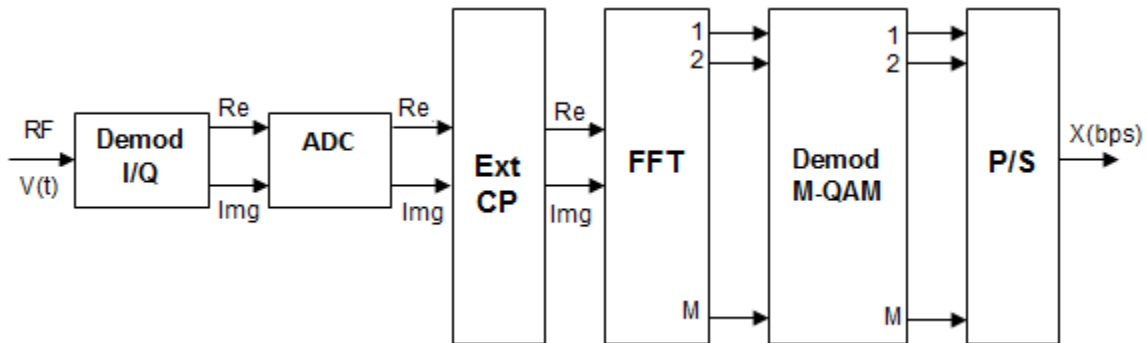 RF
V(t)
Demod
I/Q
Re
Img
ADC
Re
Img
Ext
CP
Re
Img
FFT
1
2
M
Demod
M-QAM
1
2
M
P/S
X(bps)